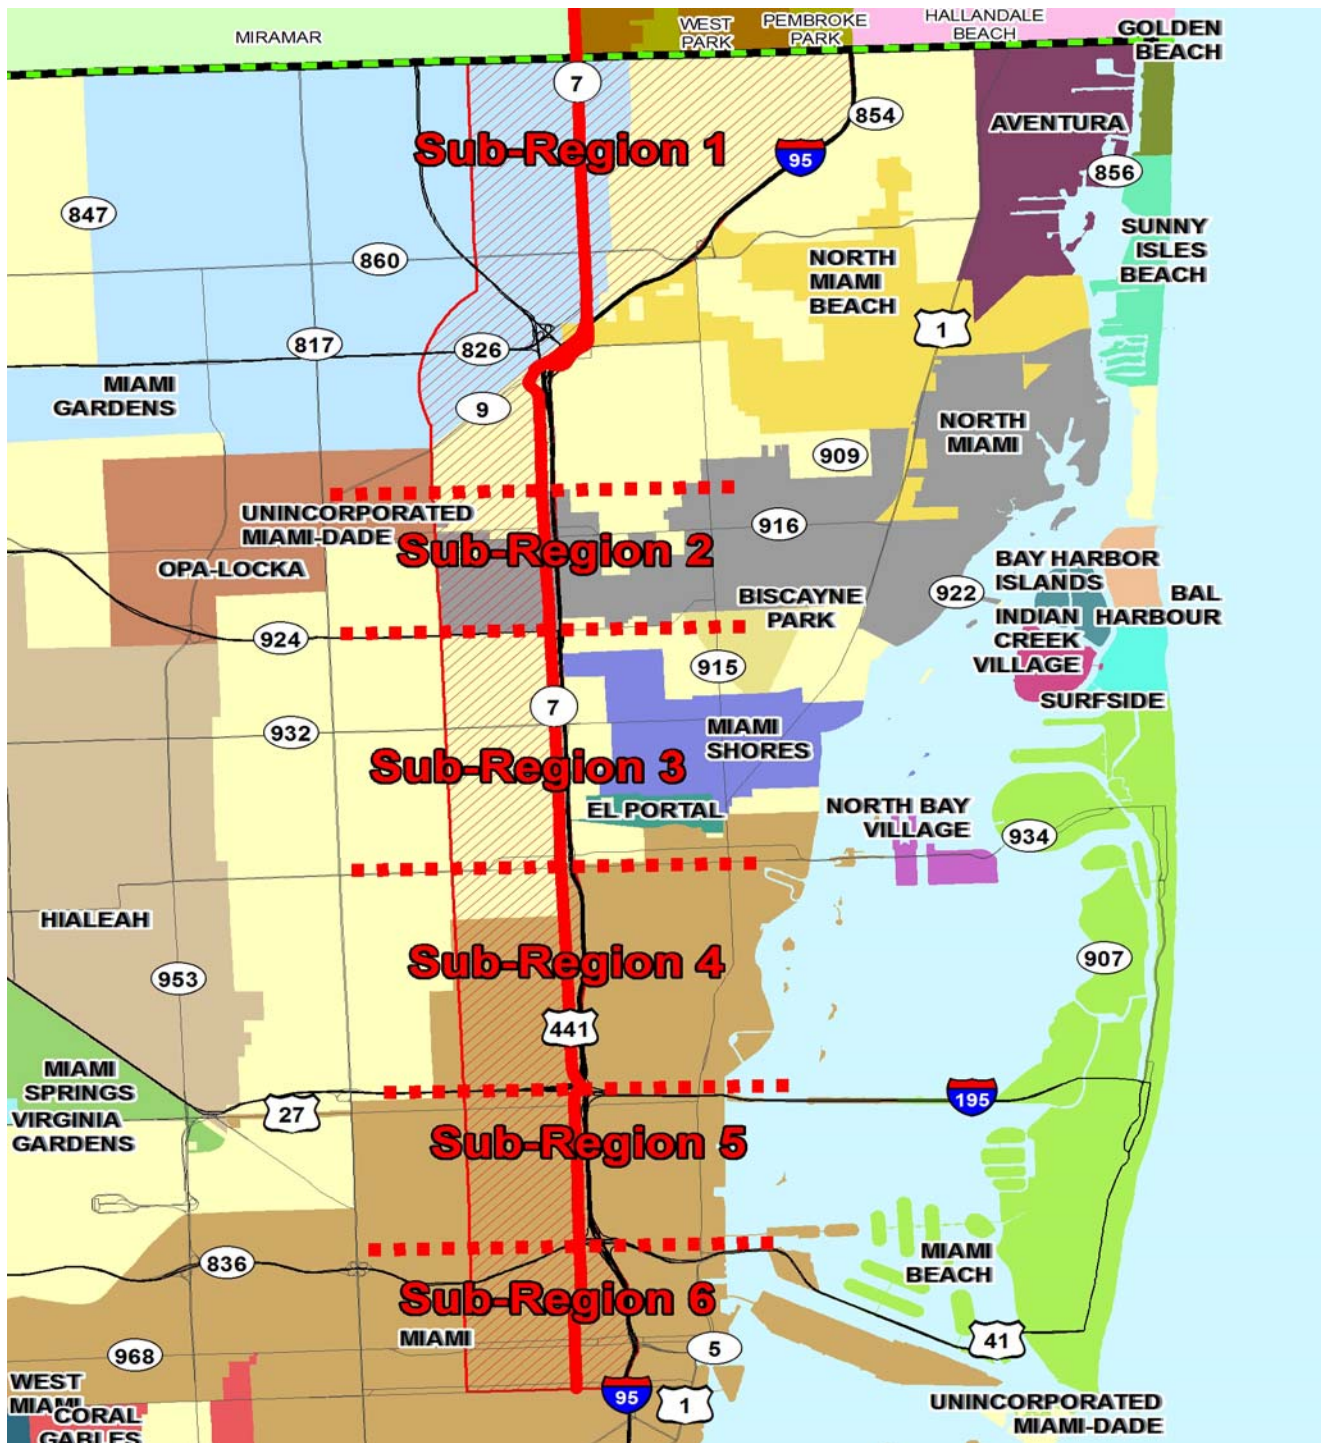 MIRAMAR
WEST
PARK
PEMBROKE
PARK
HALLANDALE
BEACH
GOLDEN
BEACH
7
854
Sub-Region 1
95
AVENTURA
856
847
SUNNY
ISLES
BEACH
860
NORTH
MIAMI
BEACH
1
817
826
MIAMI
GARDENS
9
NORTH
MIAMI
909
UNINCORPORATED
MIAMI-DADE
916
Sub-Region 2
OPA-LOCKA
BAY HARBOR
ISLANDS
922
BAL
HARBOUR
BISCAYNE
PARK
INDIAN
CREEK
VILLAGE
924
915
SURFSIDE
7
932
MIAMI
SHORES
Sub-Region 3
EL PORTAL
NORTH BAY
VILLAGE
934
HIALEAH
Sub-Region 4
953
907
441
MIAMI
SPRINGS
195
27
VIRGINIA
GARDENS
Sub-Region 5
836
MIAMI
BEACH
Sub-Region 6
MIAMI
41
968
5
95
1
WEST
MIAMI
CORAL
GABLES
UNINCORPORATED
MIAMI-DADE